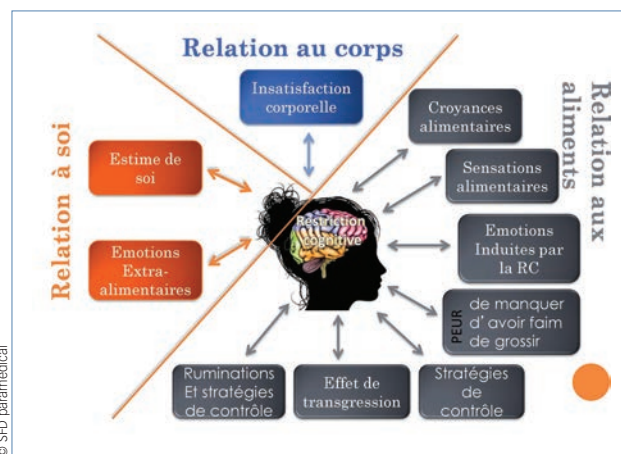 Relation au corps
Insatisfaction
corporelle
Relation à soi
Estime de
soi
Emotions
Extra-
alimentaires
Relation aux
aliments
Croyances
alimentaires
Sensations
alimentaires
Emotions
Induites par
la RC
PEUR
de manquer
d' avoir faim
de grossir
Restriction
cognitive
Ruminations
Et stratégies
de contrôle
Effet de
transgression
Stratégies
de
contrôle
© SFD paramédical